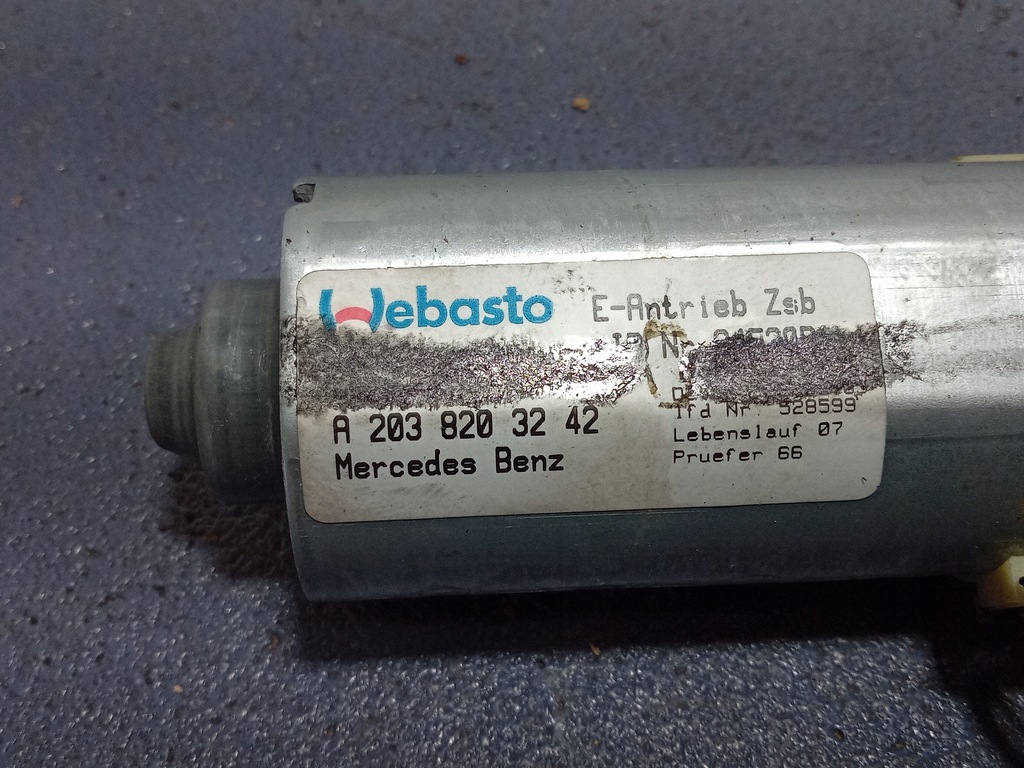 Webasto
E-Antrieb Zsb
A 203 820 32 42
Mercedes Benz
lfd Nr. 328599
Lebenslauf 07
Pruefer 66